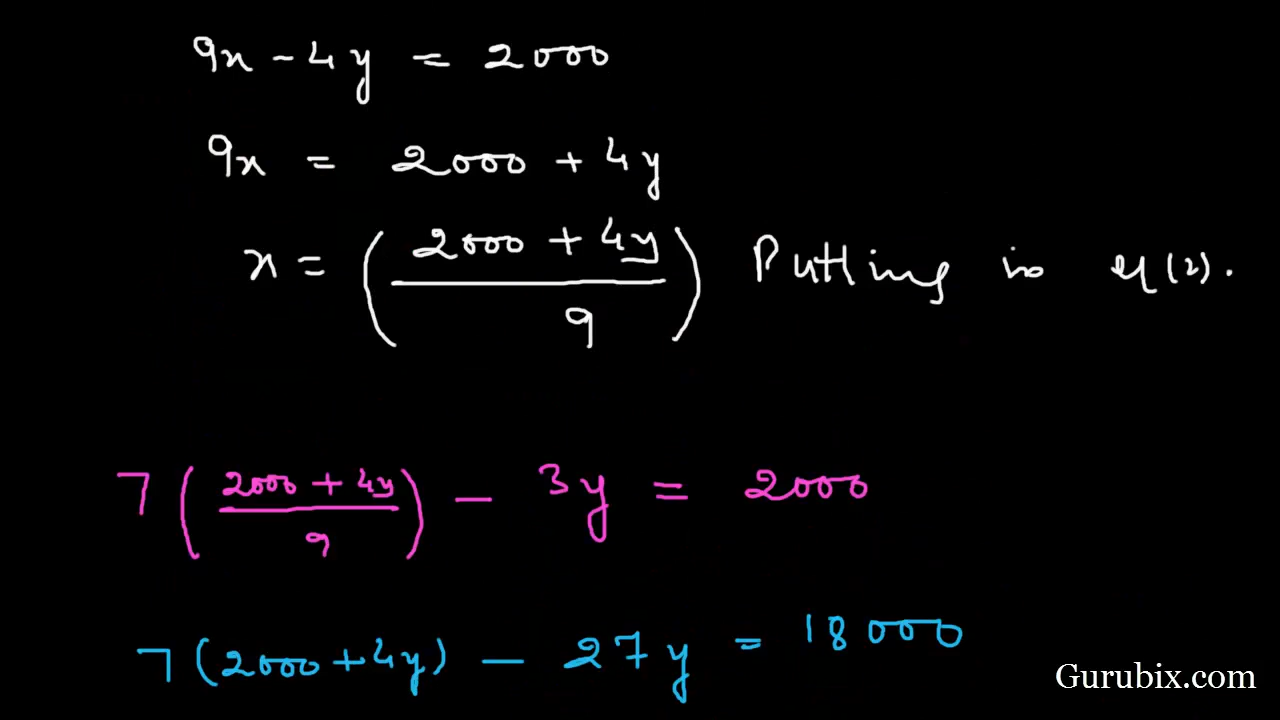 9x - 4y = 2000
9x = 2000 + 4y
x = ( 2000 + 4y / 9 ) Putting in eq (2).
7 ( 2000 + 4y / 9 ) - 3y = 2000
7 (2000 + 4y) - 27y = 18000
Gurubix.com